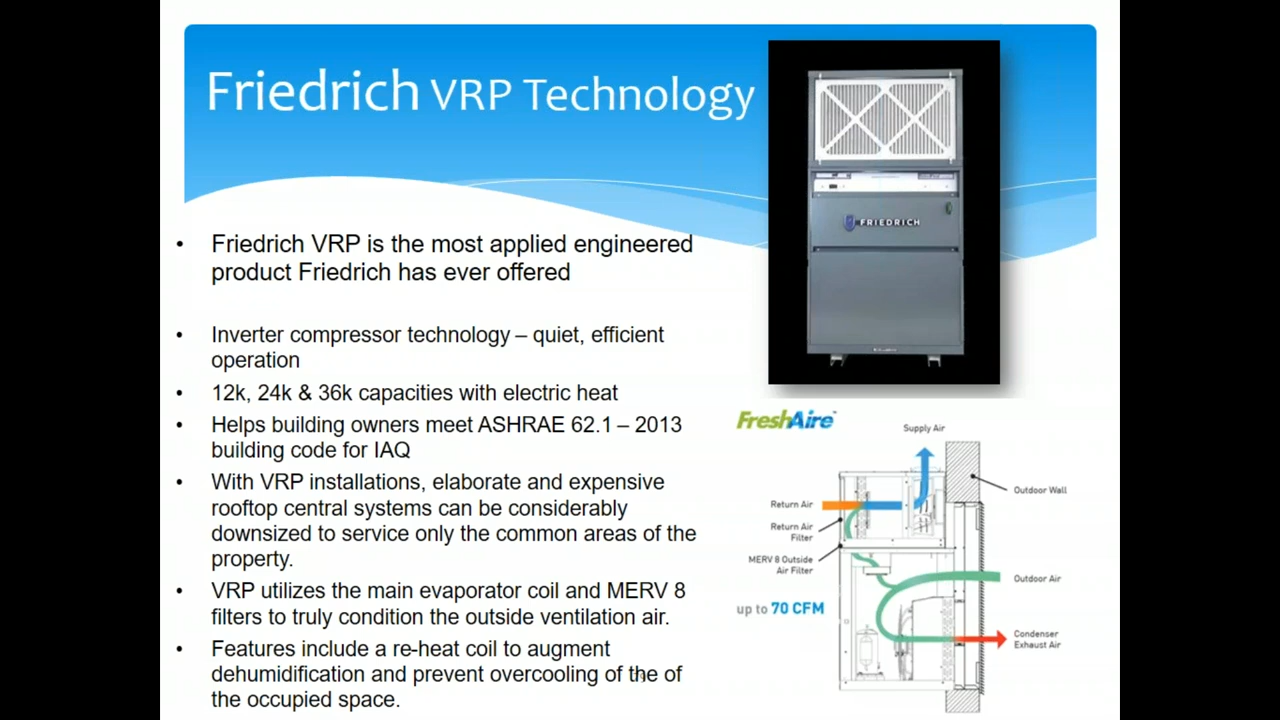 Friedrich VRP Technology
FRIEDRICH
• Friedrich VRP is the most applied engineered
product Friedrich has ever offered
• Inverter compressor technology – quiet, efficient
operation
• 12k, 24k & 36k capacities with electric heat
• Helps building owners meet ASHRAE 62.1 – 2013
building code for IAQ
• With VRP installations, elaborate and expensive
rooftop central systems can be considerably
downsized to service only the common areas of the
property.
• VRP utilizes the main evaporator coil and MERV 8
filters to truly condition the outside ventilation air.
• Features include a re-heat coil to augment
dehumidification and prevent overcooling of the of
the occupied space.
FreshAire™
Supply Air
Outdoor Wall
Return Air
Return Air
Filter
MERV 8 Outside
Air Filter
Outdoor Air
up to 70 CFM
Condenser
Exhaust Air